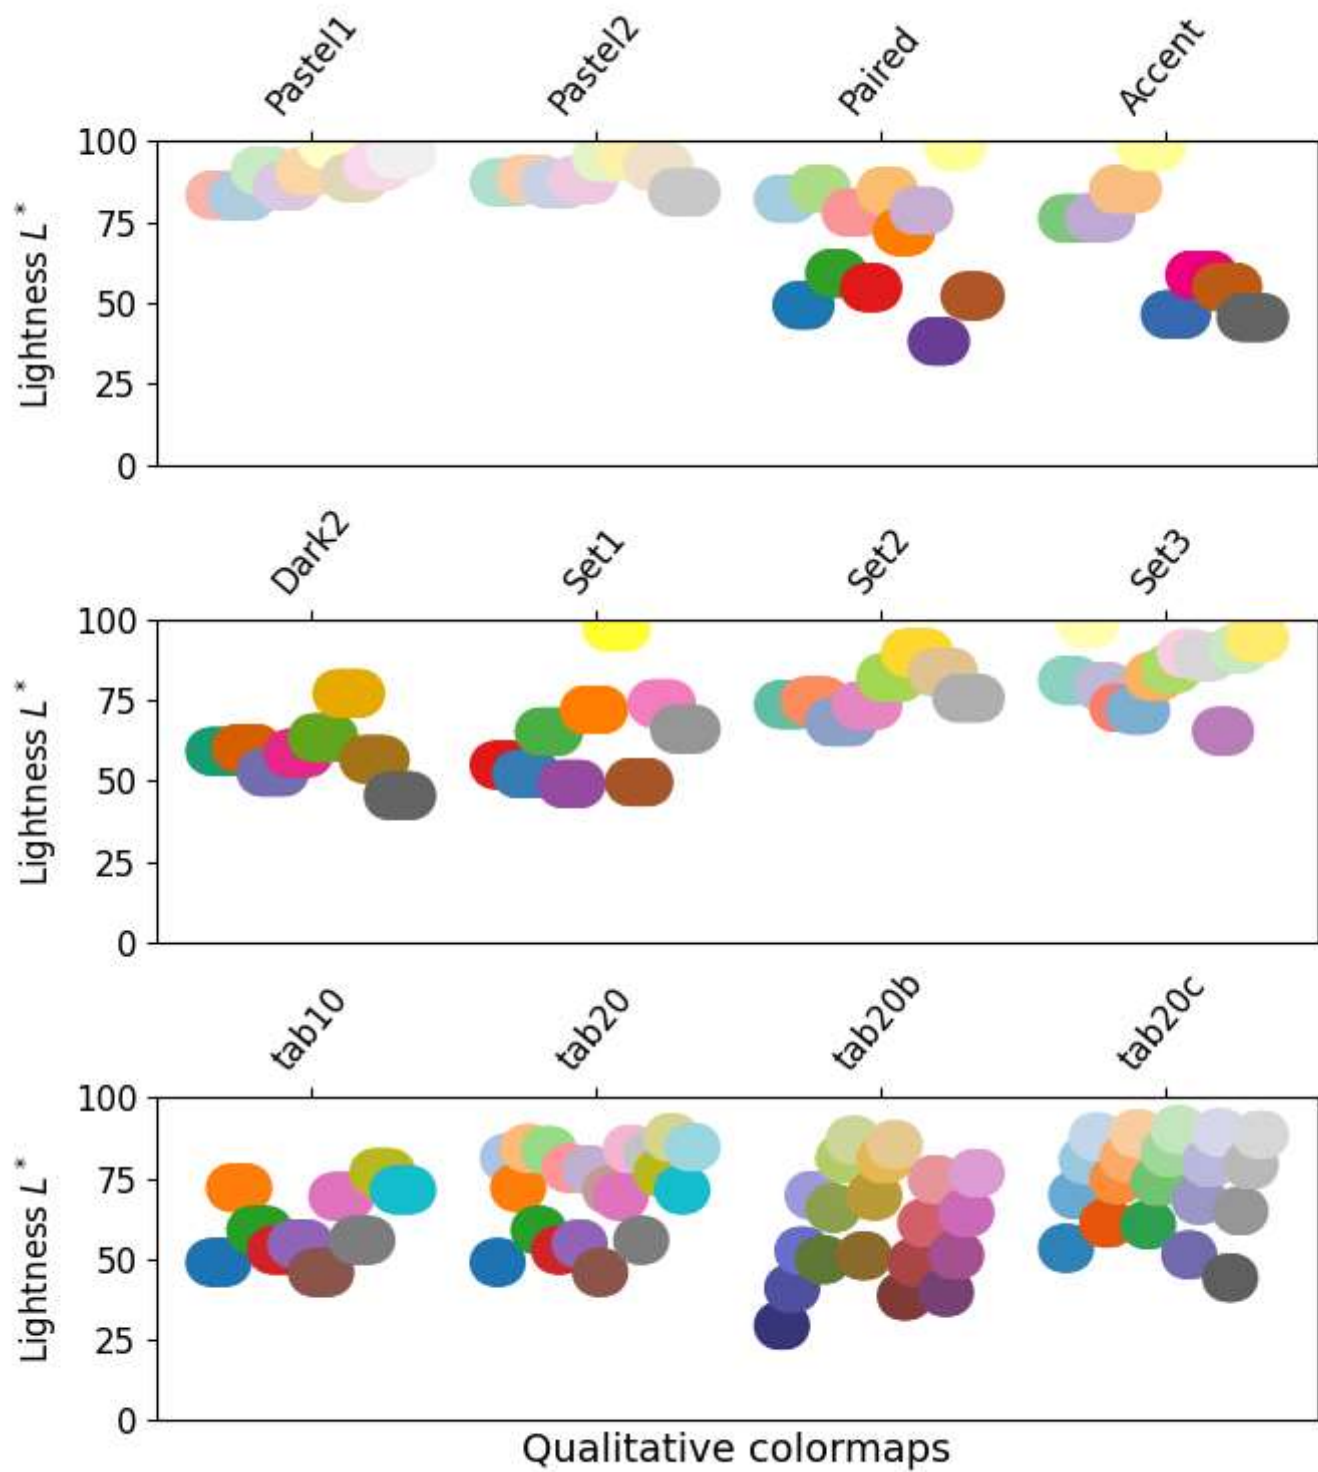 Pastel1 Pastel2 Paired Accent
Lightness L*
100
75
50
25
0
Dark2 Set1 Set2 Set3
Lightness L*
100
75
50
25
0
tab10 tab20 tab20b tab20c
Lightness L*
100
75
50
25
0
Qualitative colormaps